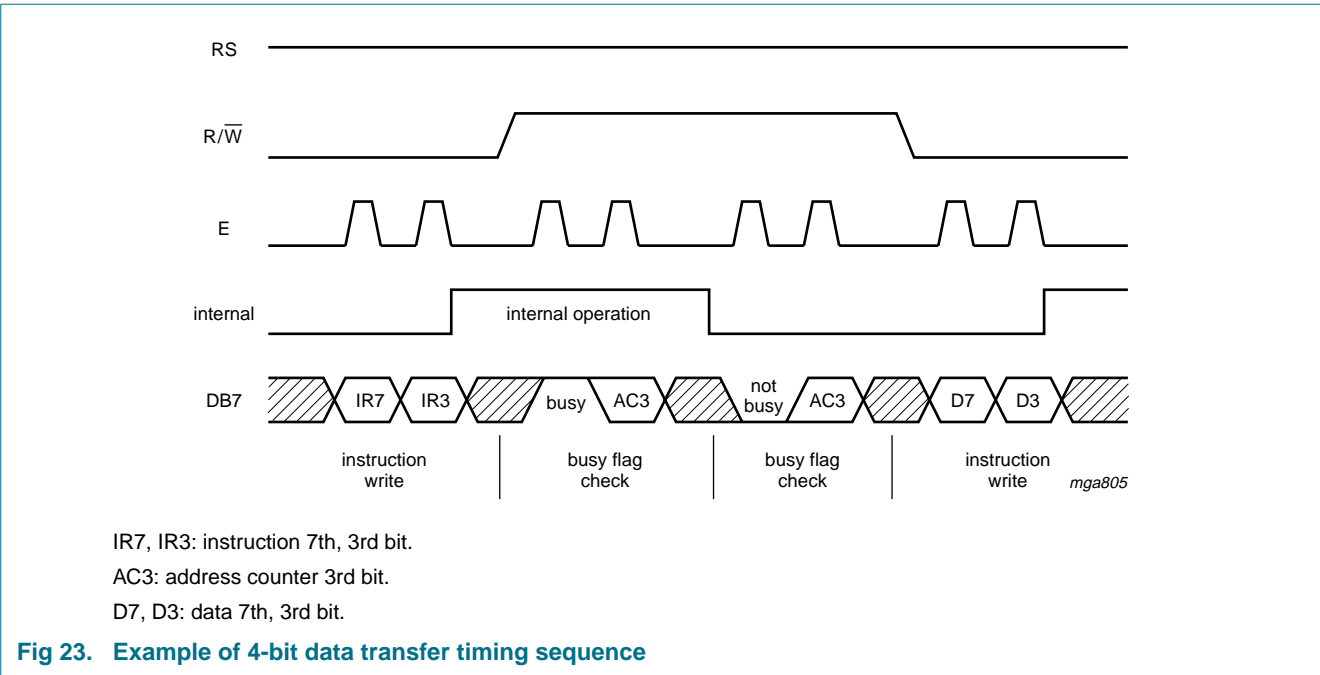 RS
R/W̅
E
internal
internal operation
DB7
IR7
IR3
busy
AC3
not
busy
AC3
D7
D3
instruction
write
busy flag
check
busy flag
check
instruction
write
mga805
IR7, IR3: instruction 7th, 3rd bit.
AC3: address counter 3rd bit.
D7, D3: data 7th, 3rd bit.
Fig 23. Example of 4-bit data transfer timing sequence